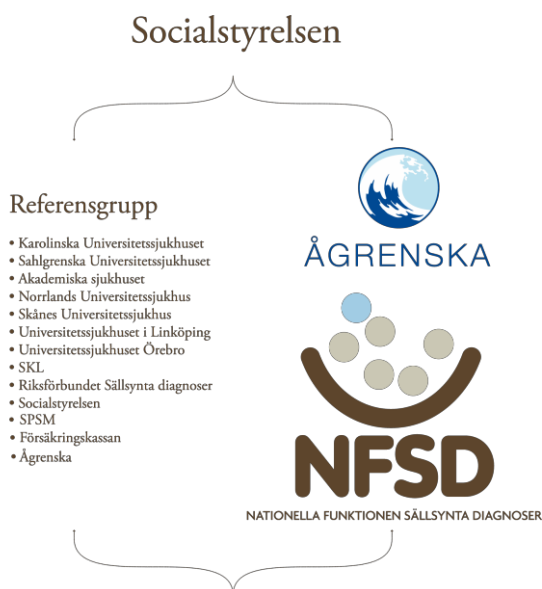 Socialstyrelsen
Referensgrupp
• Karolinska Universitetssjukhuset
• Sahlgrenska Universitetssjukhuset
• Akademiska sjukhuset
• Norrlands Universitetssjukhus
• Skånes Universitetssjukhus
• Universitetssjukhuset i Linköping
• Universitetssjukhuset Örebro
• SKL
• Riksförbundet Sällsynta diagnoser
• Socialstyrelsen
• SPSM
• Försäkringskassan
• Ågrenska
ÅGRENSKA
NFSD
NATIONELLA FUNKTIONEN SÄLLSYNTA DIAGNOSER